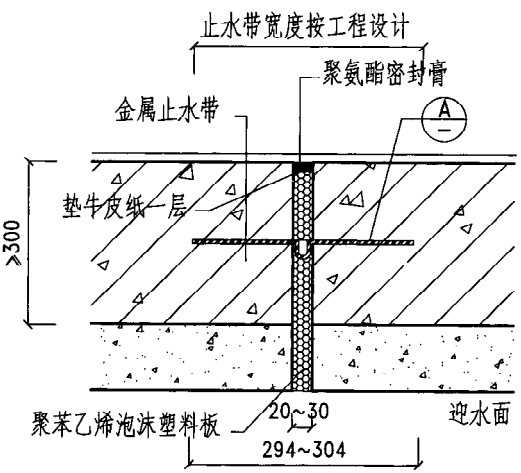 止水带宽度按工程设计
聚氨酯密封膏
金属止水带
A
—
垫牛皮纸一层
≥300
聚苯乙烯泡沫塑料板
20~30
迎水面
294~304